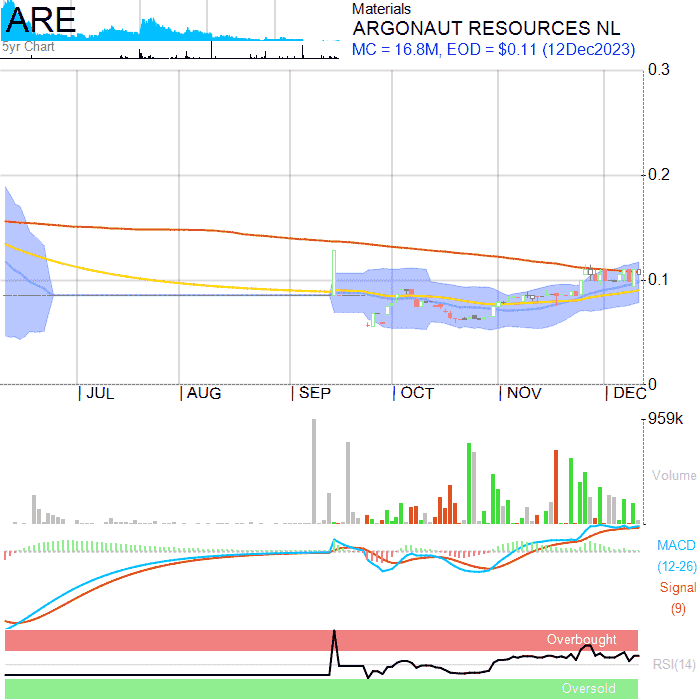 ARE
5yr Chart
Materials
ARGONAUT RESOURCES NL
MC = 16.8M, EOD = $0.11 (12Dec2023)
0.3
0.2
0.1
0
JUL AUG SEP OCT NOV DEC
959k
Volume
MACD
(12-26)
Signal
(9)
Overbought
RSI(14)
Oversold